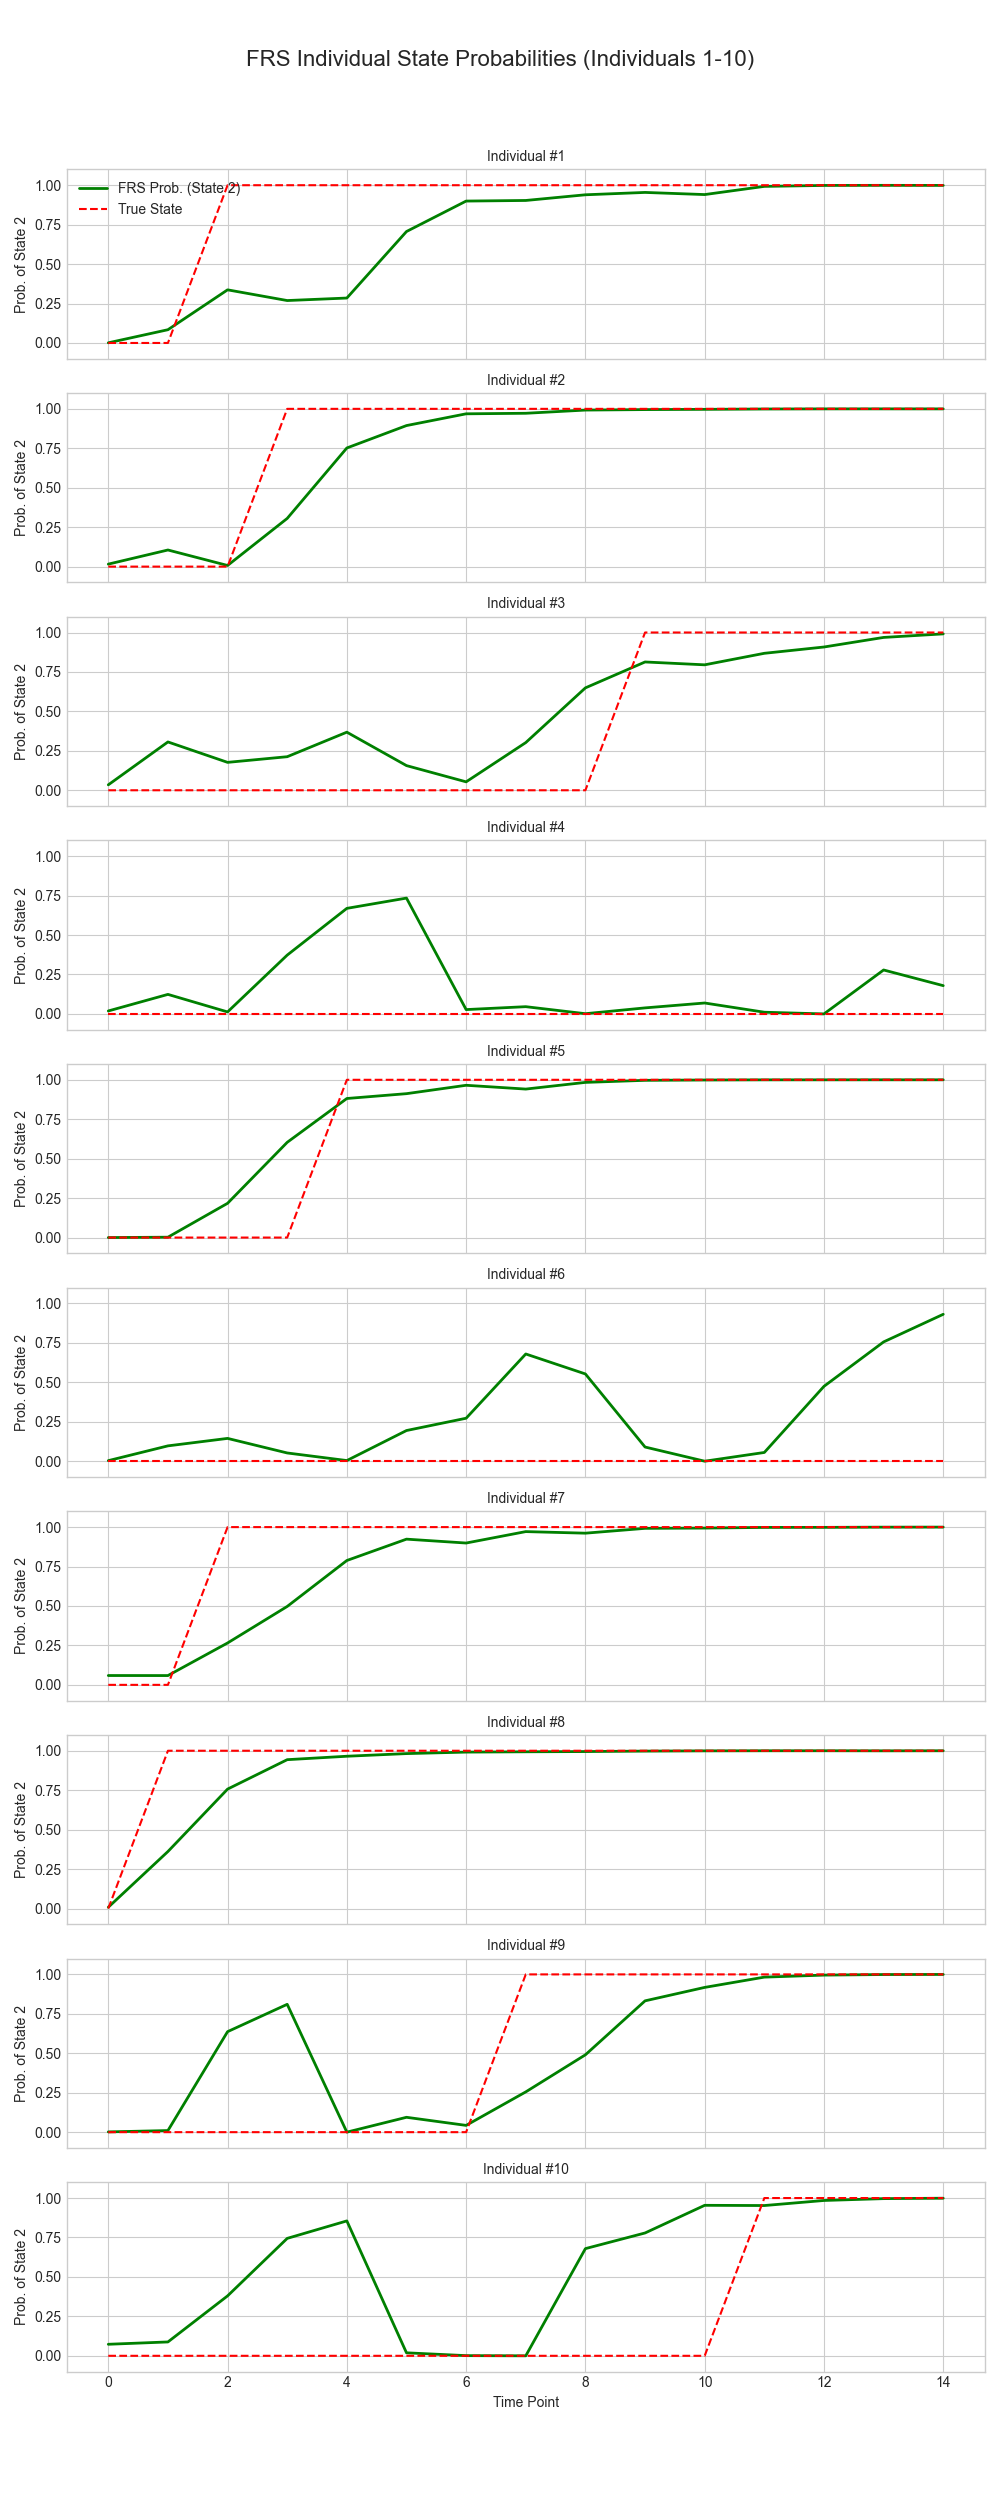 FRS Individual State Probabilities (Individuals 1-10)
Individual #1
FRS Prob. (State 2)
True State
1.00
0.75
0.50
0.25
0.00
Prob. of State 2
Individual #2
1.00
0.75
0.50
0.25
0.00
Prob. of State 2
Individual #3
1.00
0.75
0.50
0.25
0.00
Prob. of State 2
Individual #4
1.00
0.75
0.50
0.25
0.00
Prob. of State 2
Individual #5
1.00
0.75
0.50
0.25
0.00
Prob. of State 2
Individual #6
1.00
0.75
0.50
0.25
0.00
Prob. of State 2
Individual #7
1.00
0.75
0.50
0.25
0.00
Prob. of State 2
Individual #8
1.00
0.75
0.50
0.25
0.00
Prob. of State 2
Individual #9
1.00
0.75
0.50
0.25
0.00
Prob. of State 2
Individual #10
1.00
0.75
0.50
0.25
0.00
Prob. of State 2
0 2 4 6 8 10 12 14
Time Point